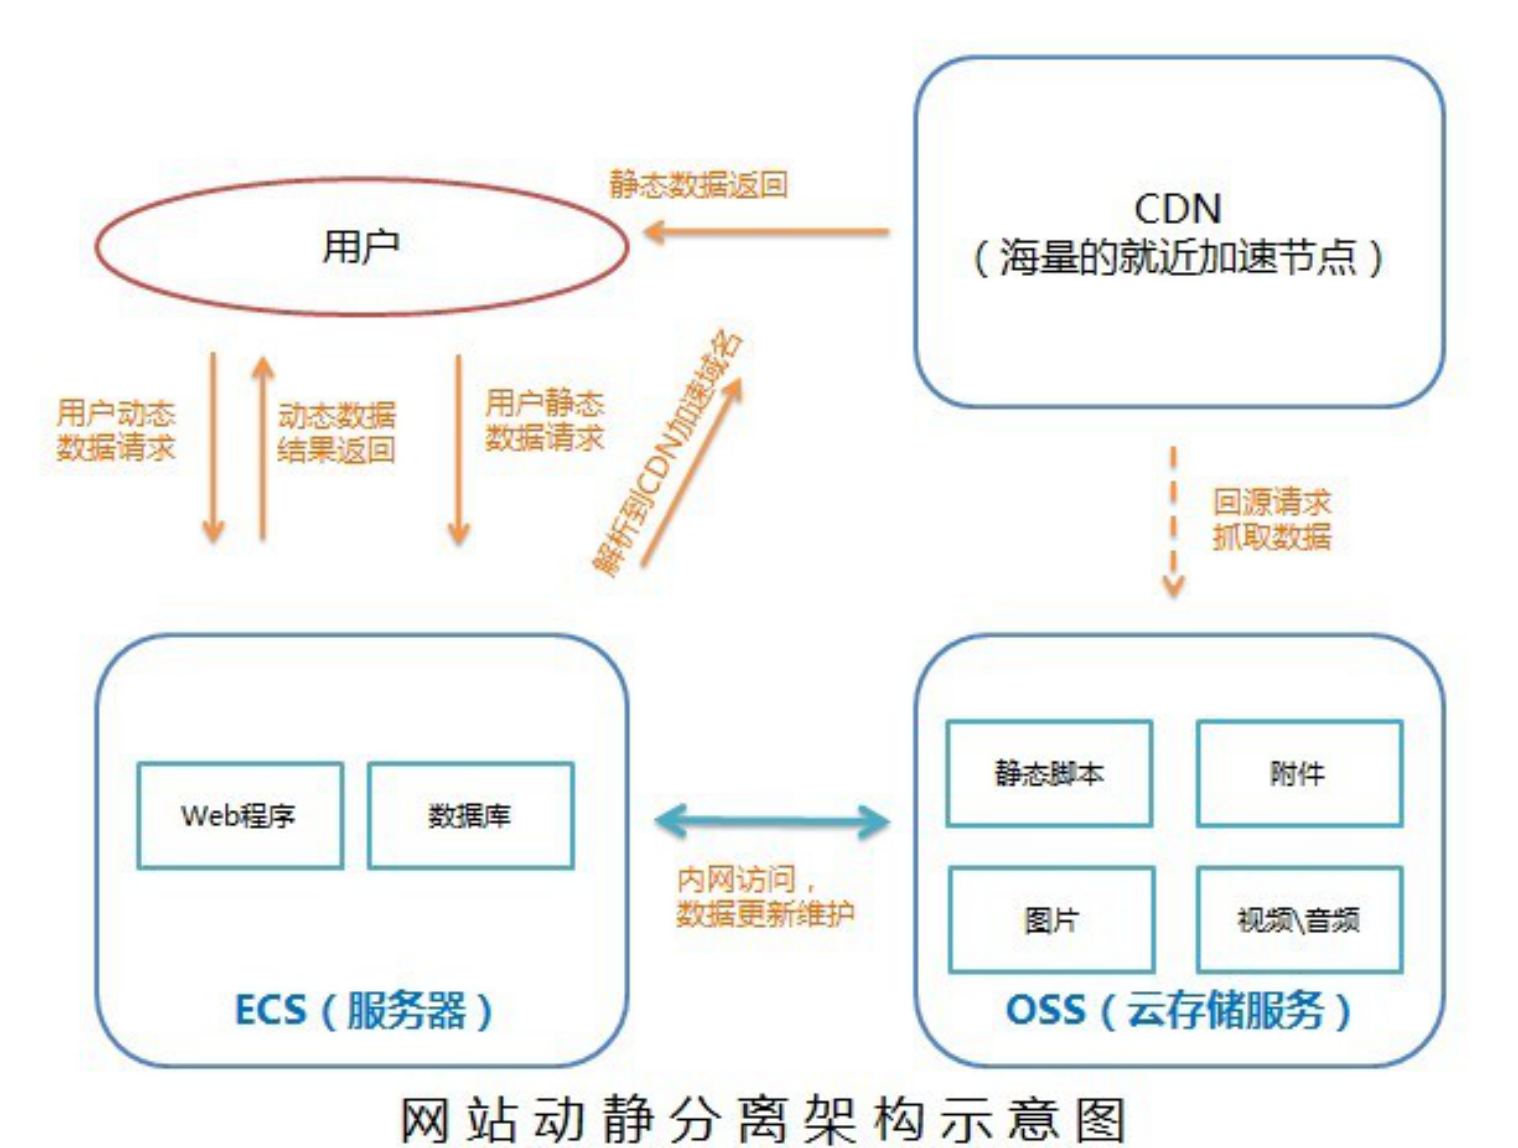 静态数据返回
用户
CDN
（海量的就近加速节点）
用户动态
数据请求
动态数据
结果返回
用户静态
数据请求
解析到CDN加速域名
回源请求
抓取数据
Web程序
数据库
ECS（服务器）
内网访问，
数据更新维护
静态脚本
附件
图片
视频\音频
OSS（云存储服务）
网站动静分离架构示意图